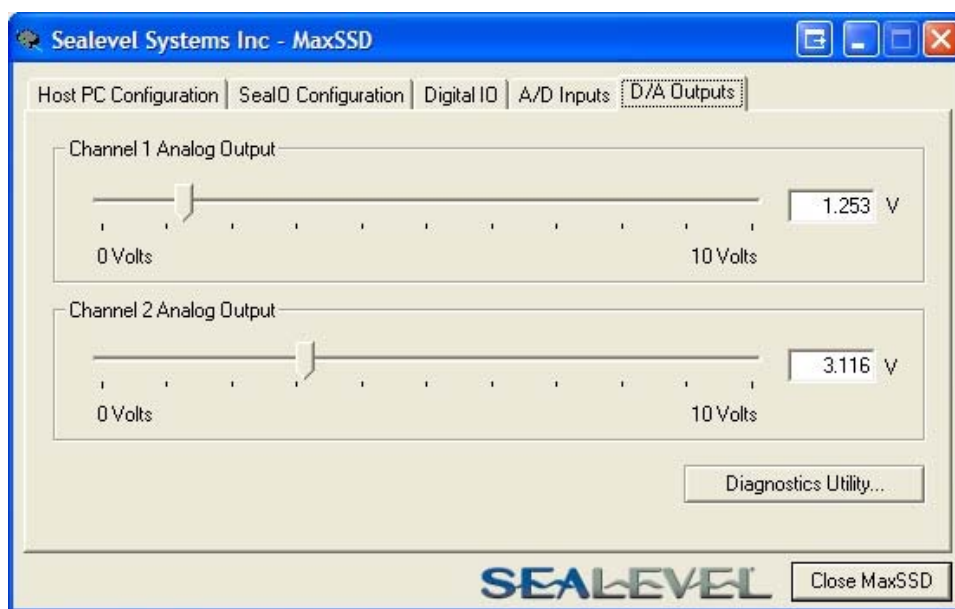 Sealevel Systems Inc - MaxSSD
Host PC Configuration
SeaIO Configuration
Digital IO
A/D Inputs
D/A Outputs
Channel 1 Analog Output
1.253 V
0 Volts
10 Volts
Channel 2 Analog Output
3.116 V
0 Volts
10 Volts
Diagnostics Utility...
SEALEVEL
Close MaxSSD